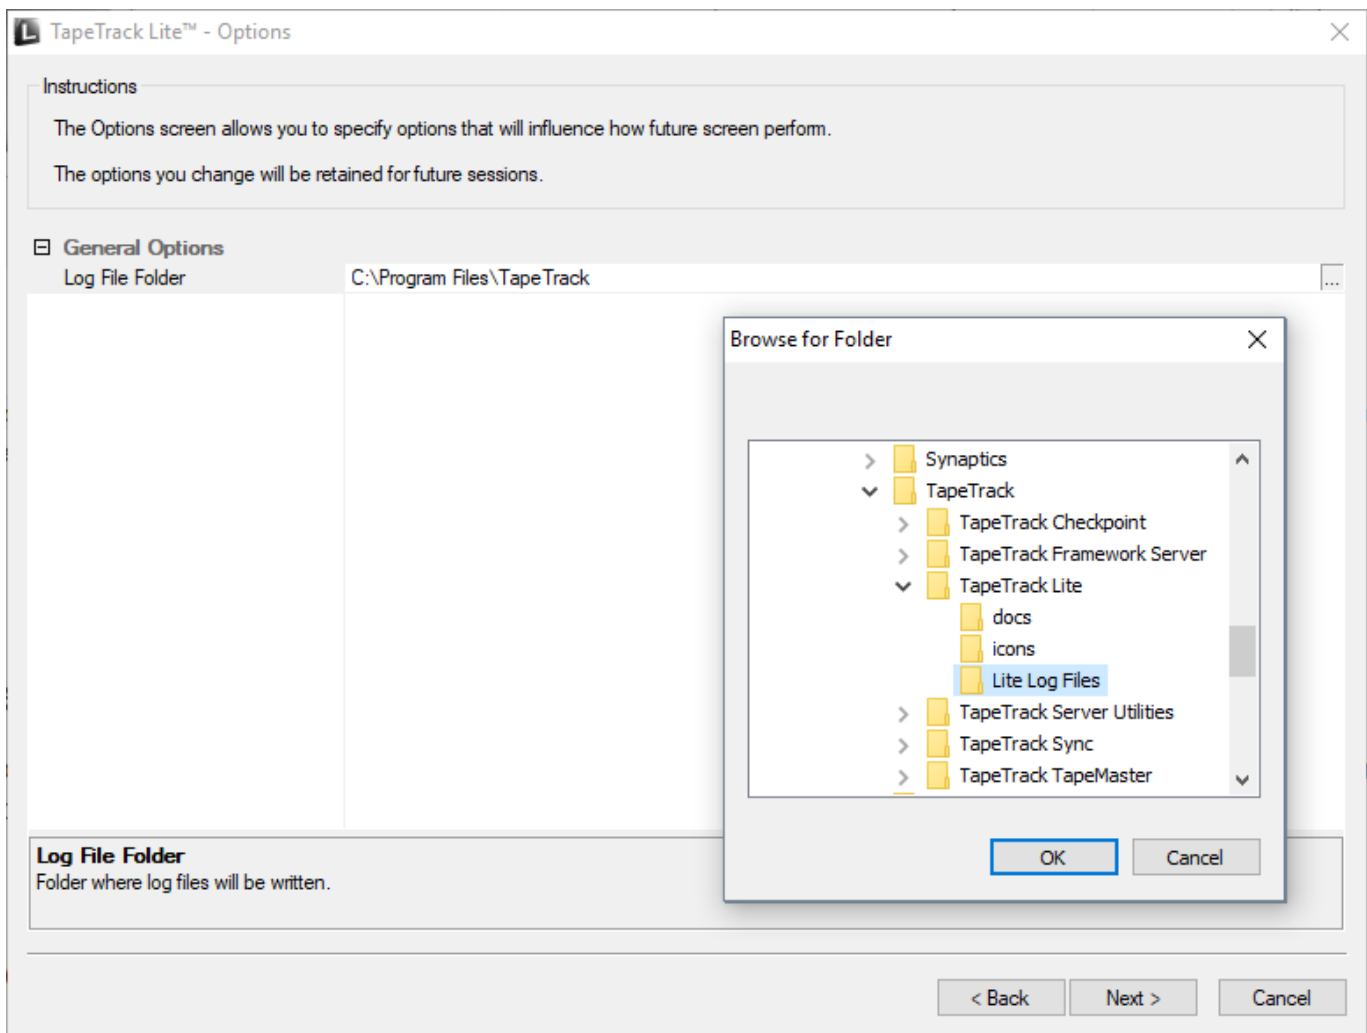 TapeTrack Lite™ - Options
Instructions
The Options screen allows you to specify options that will influence how future screen perform.
The options you change will be retained for future sessions.
General Options
Log File Folder C:\Program Files\TapeTrack ...
Browse for Folder
Synaptics
TapeTrack
TapeTrack Checkpoint
TapeTrack Framework Server
TapeTrack Lite
docs
icons
Lite Log Files
TapeTrack Server Utilities
TapeTrack Sync
TapeTrack TapeMaster
OK Cancel
Log File Folder
Folder where log files will be written.
< Back Next > Cancel